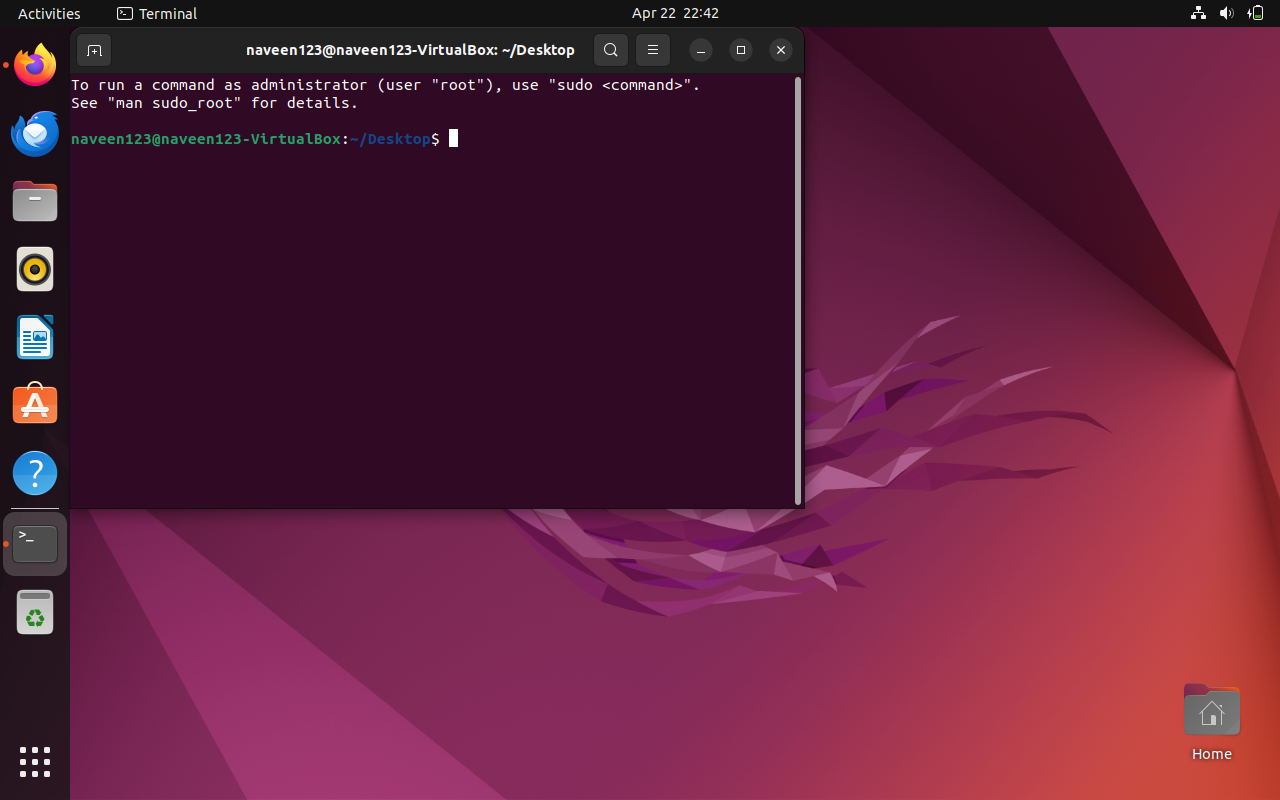 Activities Terminal Apr 22 22:42
naveen123@naveen123-VirtualBox: ~/Desktop
To run a command as administrator (user "root"), use "sudo <command>".
See "man sudo_root" for details.
naveen123@naveen123-VirtualBox:~/Desktop$
Home